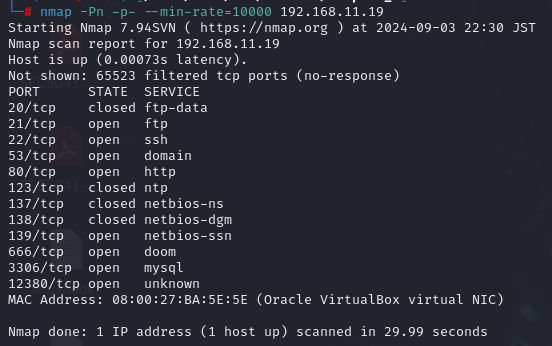 └─# nmap -Pn -p- --min-rate=10000 192.168.11.19
Starting Nmap 7.94SVN ( https://nmap.org ) at 2024-09-03 22:30 JST
Nmap scan report for 192.168.11.19
Host is up (0.00073s latency).
Not shown: 65523 filtered tcp ports (no-response)
PORT      STATE  SERVICE
20/tcp    closed ftp-data
21/tcp    open   ftp
22/tcp    open   ssh
53/tcp    open   domain
80/tcp    open   http
123/tcp   closed ntp
137/tcp   closed netbios-ns
138/tcp   closed netbios-dgm
139/tcp   open   netbios-ssn
666/tcp   open   doom
3306/tcp  open   mysql
12380/tcp open   unknown
MAC Address: 08:00:27:BA:5E:5E (Oracle VirtualBox virtual NIC)
Nmap done: 1 IP address (1 host up) scanned in 29.99 seconds